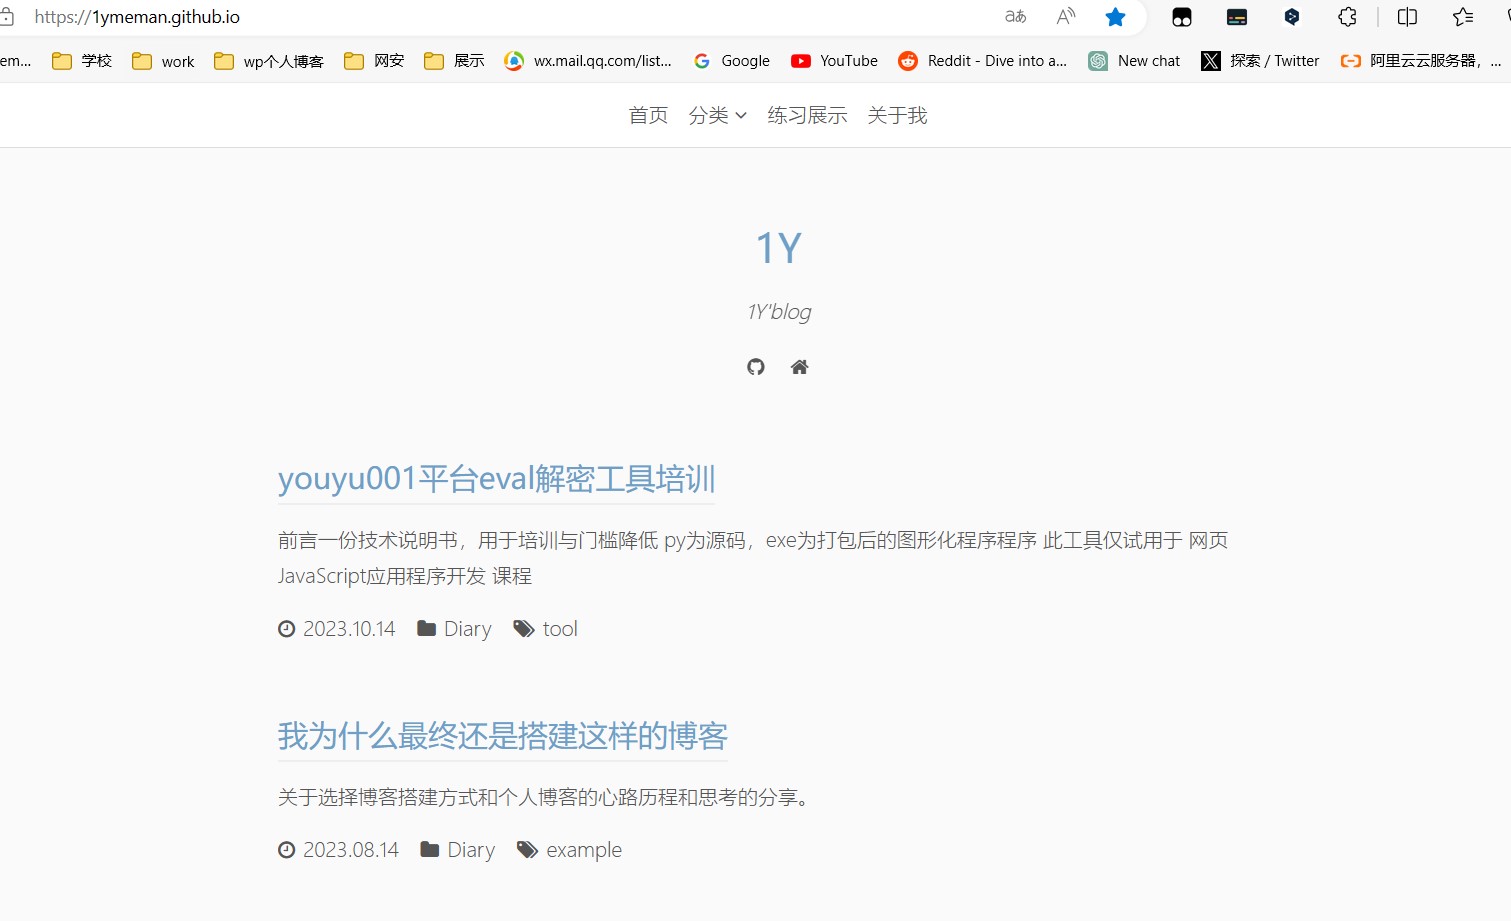 https://1ymeman.github.io
em... 学校 work wp个人博客 网安 展示 wx.mail.qq.com/list... Google YouTube Reddit - Dive into a... New chat 探索 / Twitter 阿里云云服务器，...
首页 分类 练习展示 关于我
1Y
1Y'blog
youyu001平台eval解密工具培训
前言一份技术说明书，用于培训与门槛降低 py为源码，exe为打包后的图形化程序程序 此工具仅试用于 网页
JavaScript应用程序开发 课程
2023.10.14 Diary tool
我为什么最终还是搭建这样的博客
关于选择博客搭建方式和个人博客的心路历程和思考的分享。
2023.08.14 Diary example